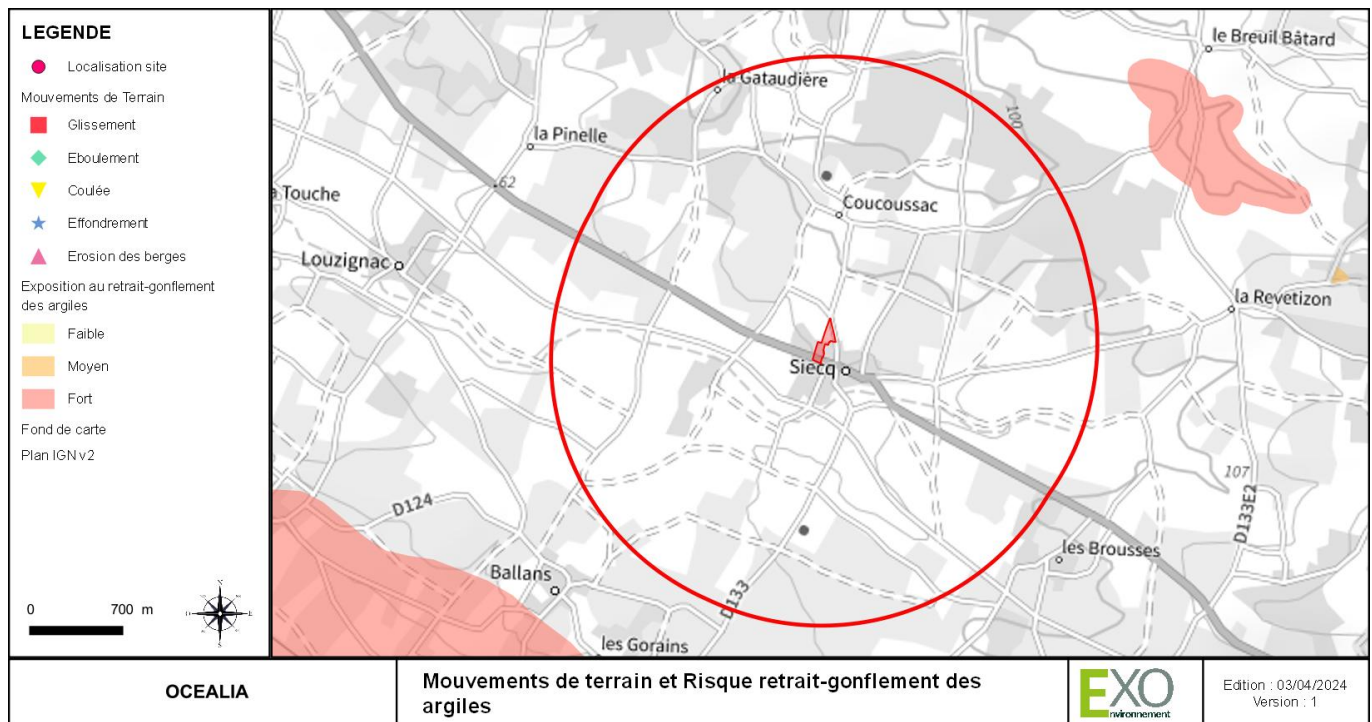 LEGENDE
Localisation site
Mouvements de Terrain
Glissement
Eboulement
Coulée
Effondrement
Erosion des berges
Exposition au retrait-gonflement
des argiles
Faible
Moyen
Fort
Fond de carte
Plan IGN v2
0 700 m
N
E
S
le Breuil Bâtard
la Gataudière
100
la Pinelle
62
a Touche
Coucoussac
Louzignac
la Revetizon
Siecq
107
D124
D133E2
les Brousses
Ballans
D133
les Gorains
OCEALIA
Mouvements de terrain et Risque retrait-gonflement des
argiles
EXO
nvironnement
Edition : 03/04/2024
Version : 1